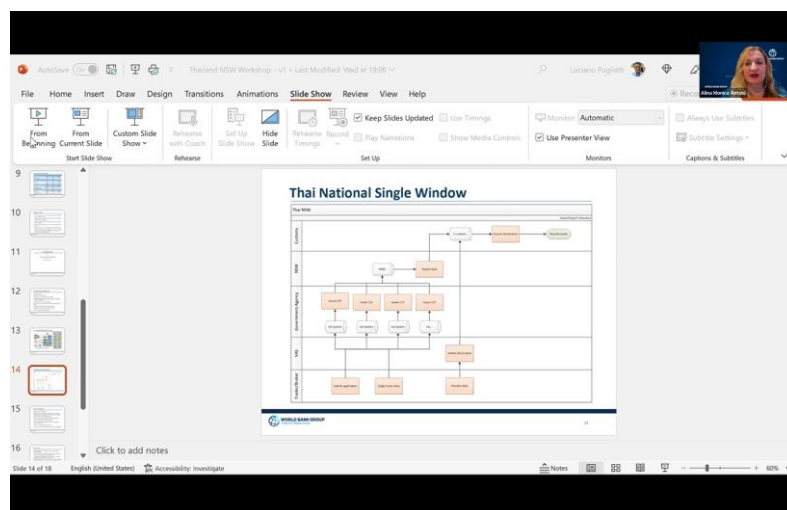 AutoSave On
Thailand NSW Workshop - v1 • Last Modified: Wed at 19:08
Luciano Pugliatti
File Home Insert Draw Design Transitions Animations Slide Show Review View Help
Record
Alina Monica Antoci
From Beginning
From Current Slide
Custom Slide Show
Rehearse with Coach
Set Up Slide Show
Hide Slide
Rehearse Timings
Record
Keep Slides Updated
Play Narrations
Use Timings
Show Media Controls
Monitor: Automatic
Use Presenter View
Always Use Subtitles
Subtitle Settings
Start Slide Show
Rehearse
Set Up
Monitors
Captions & Subtitles
9
10
11
12
13
14
15
16
Thai National Single Window
Thai NSW
Customs
NSW
Government Agency
VAS
Trader/Broker
WORLD BANK GROUP
14
Click to add notes
Slide 14 of 18
English (United States)
Accessibility: Investigate
Notes
60%